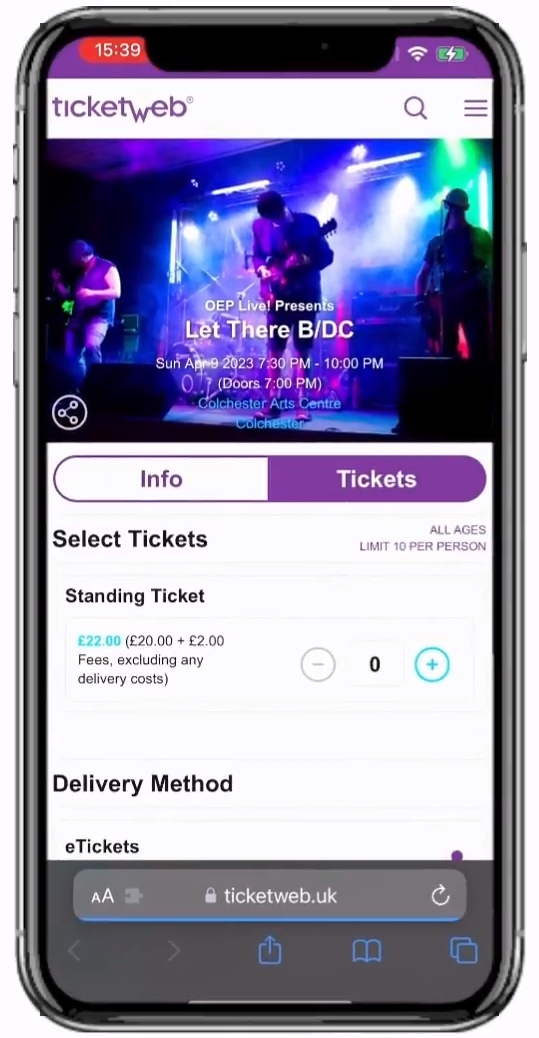 15:39
ticketweb®
OEP Live! Presents
Let There B/DC
Sun Apr 9 2023 7:30 PM - 10:00 PM
(Doors 7:00 PM)
Colchester Arts Centre
Colchester
Info
Tickets
Select Tickets
ALL AGES
LIMIT 10 PER PERSON
Standing Ticket
£22.00 (£20.00 + £2.00
Fees, excluding any
delivery costs)
0
Delivery Method
eTickets
AA
ticketweb.uk